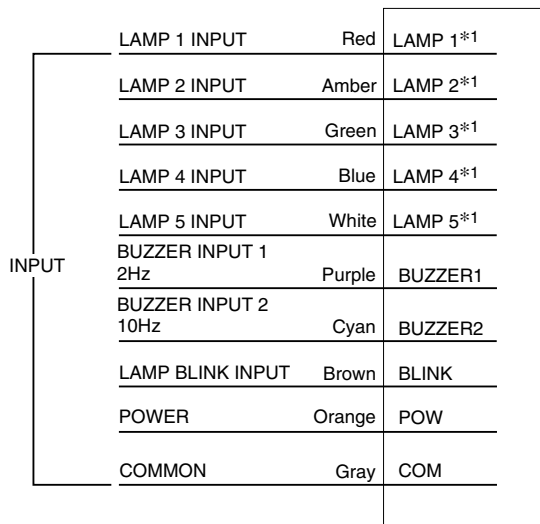 LAMP 1 INPUT Red LAMP 1*1
LAMP 2 INPUT Amber LAMP 2*1
LAMP 3 INPUT Green LAMP 3*1
LAMP 4 INPUT Blue LAMP 4*1
LAMP 5 INPUT White LAMP 5*1
INPUT
BUZZER INPUT 1
2Hz Purple BUZZER1
BUZZER INPUT 2
10Hz Cyan BUZZER2
LAMP BLINK INPUT Brown BLINK
POWER Orange POW
COMMON Gray COM